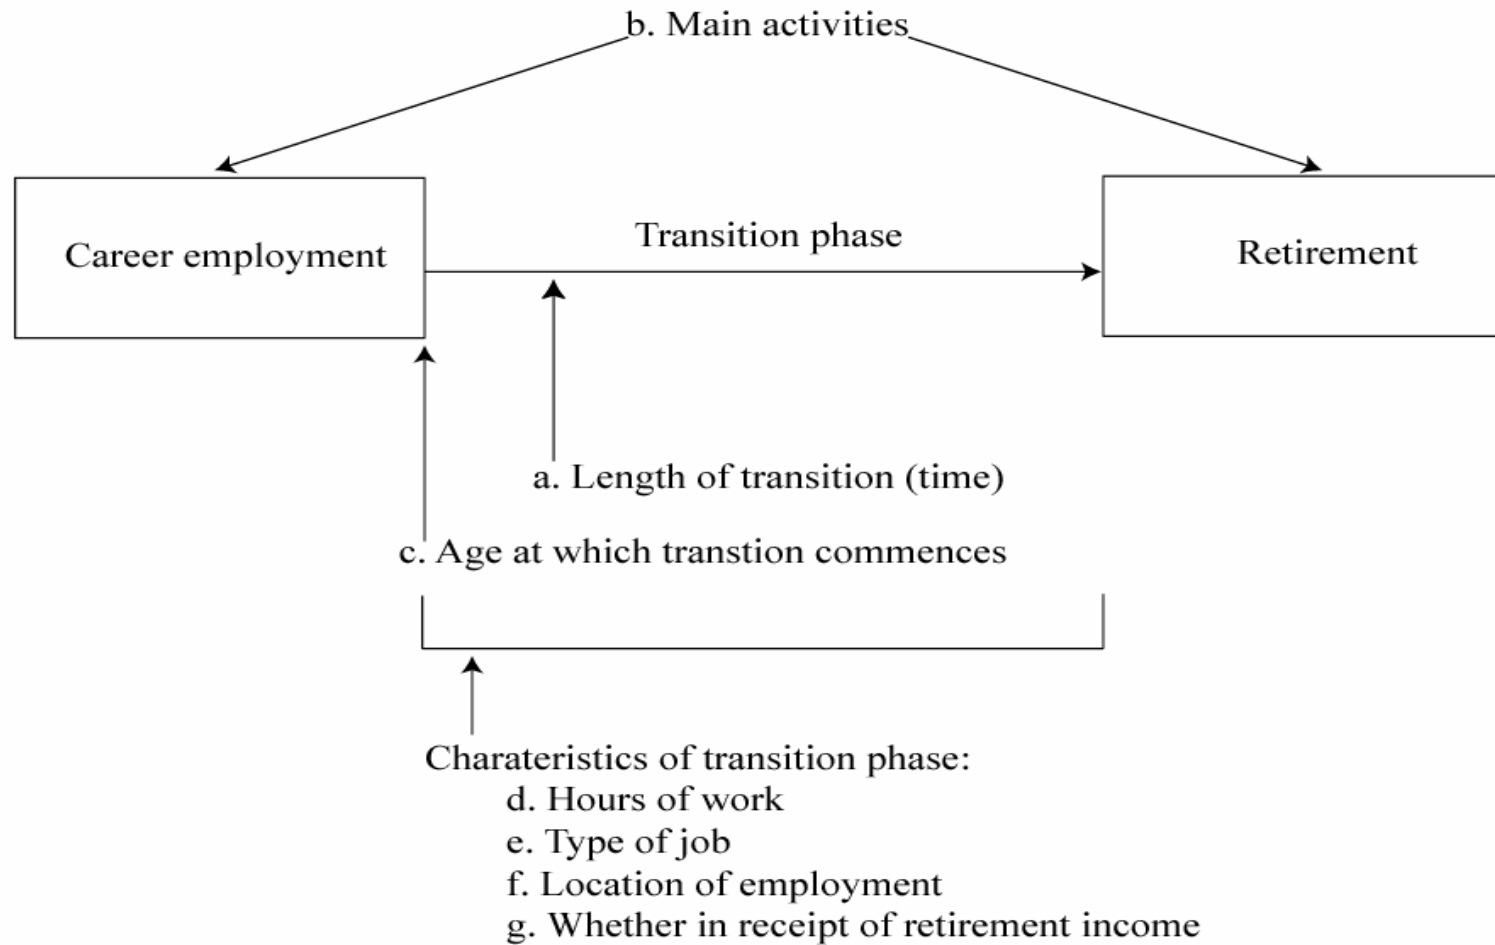 b. Main activities
Career employment
Transition phase
Retirement
a. Length of transition (time)
c. Age at which transtion commences
Charateristics of transition phase:
d. Hours of work
e. Type of job
f. Location of employment
g. Whether in receipt of retirement income